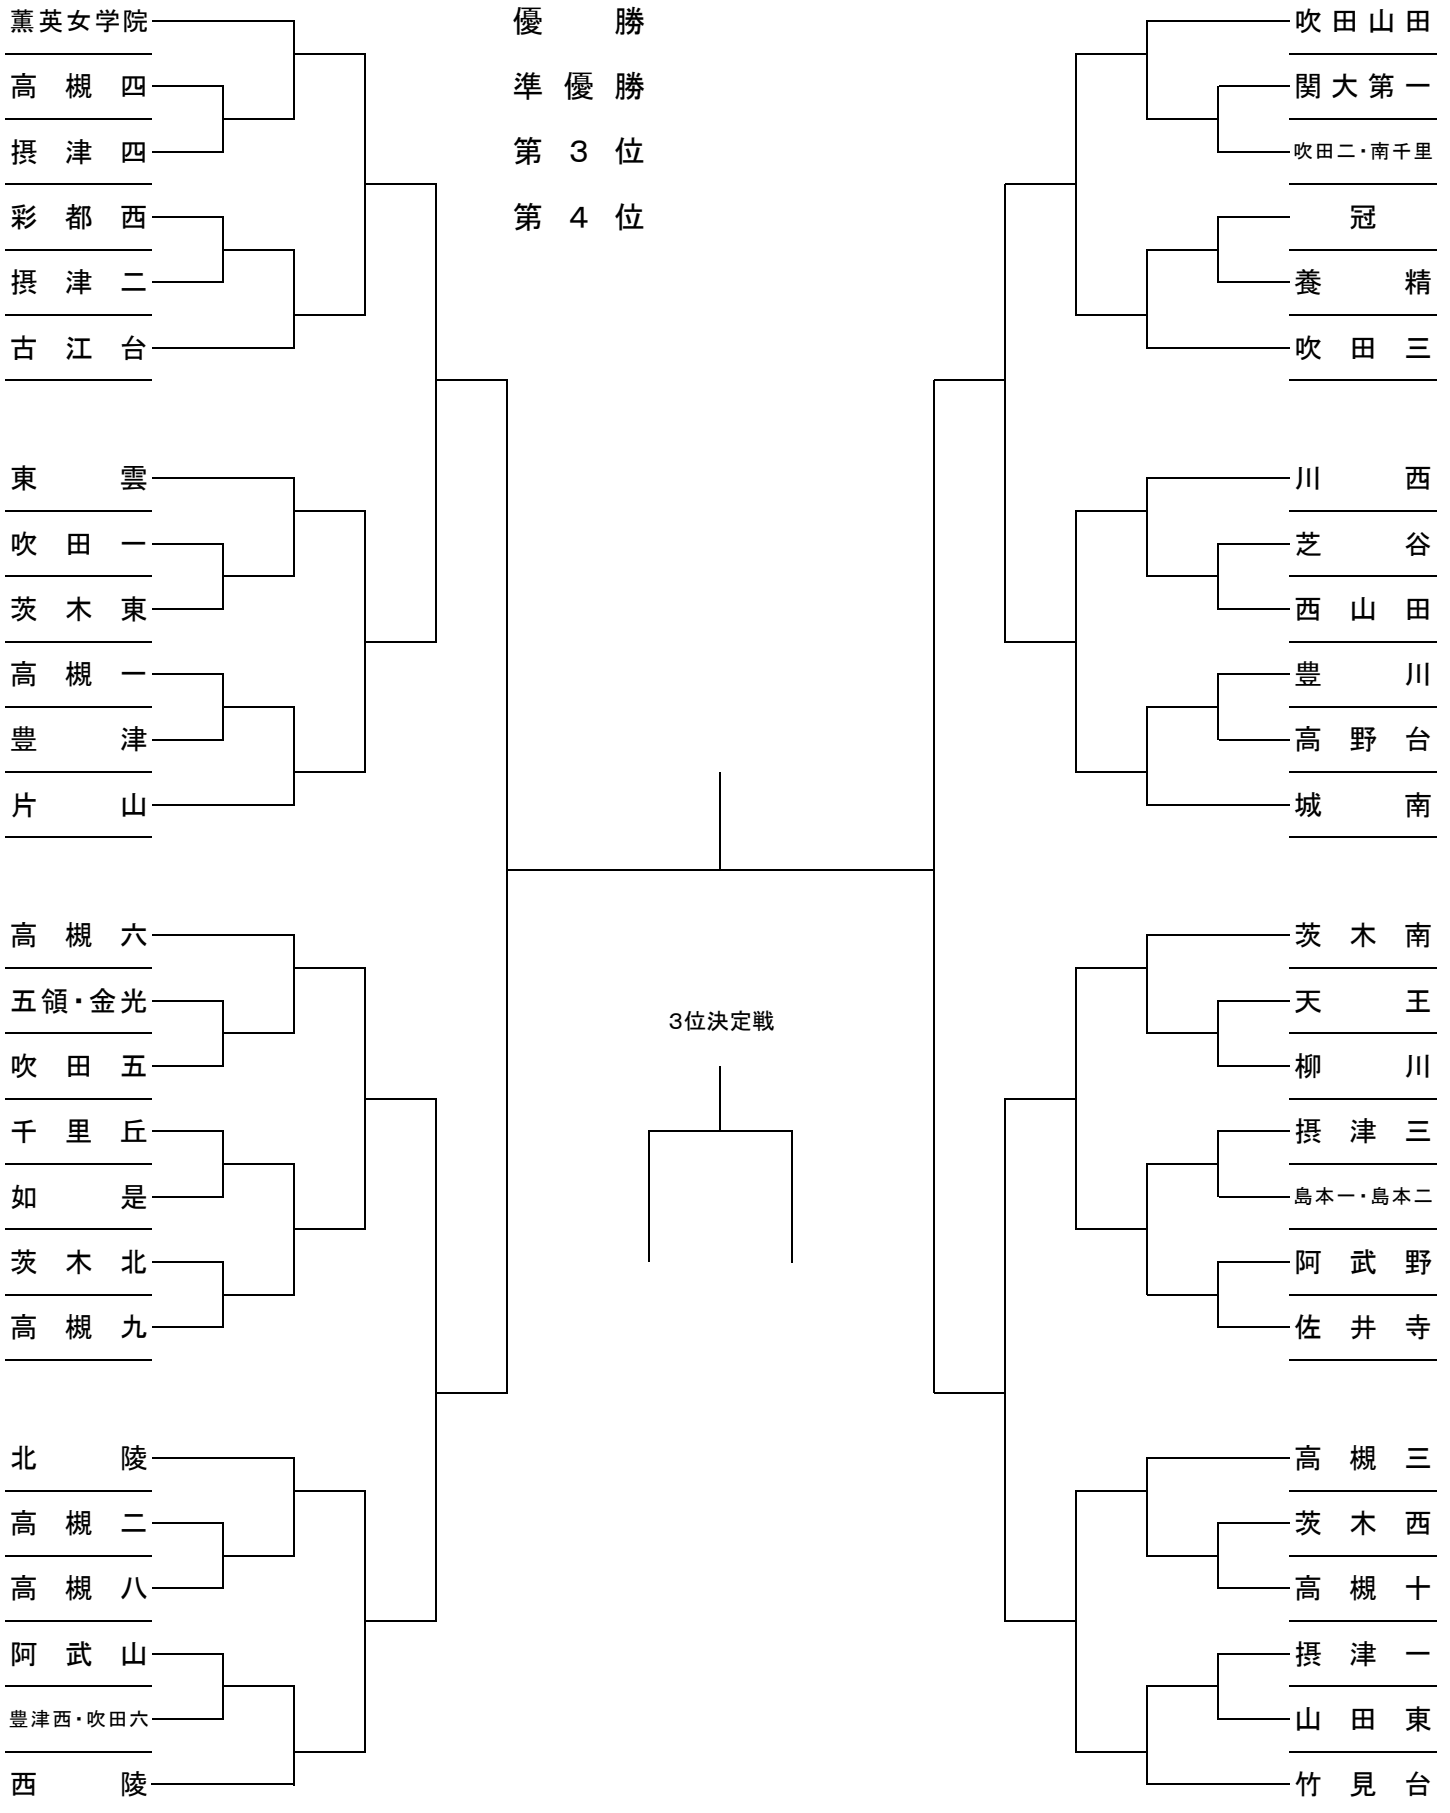 薫英女学院
高槻四
摂津四
彩都西
摂津二
古江台
東雲
吹田一
茨木東
高槻一
豊津
片山
高槻六
五領・金光
吹田五
千里丘
如是
茨木北
高槻九
北陵
高槻二
高槻八
阿武山
豊津西・吹田六
西陵
優勝
準優勝
第3位
第4位
3位決定戦
吹田山田
関大第一
吹田二・南千里
冠
養精
吹田三
川西
芝谷
西山田
豊川
高野台
城南
茨木南
天王
柳川
摂津三
島本一・島本二
阿武野
佐井寺
高槻三
茨木西
高槻十
摂津一
山田東
竹見台